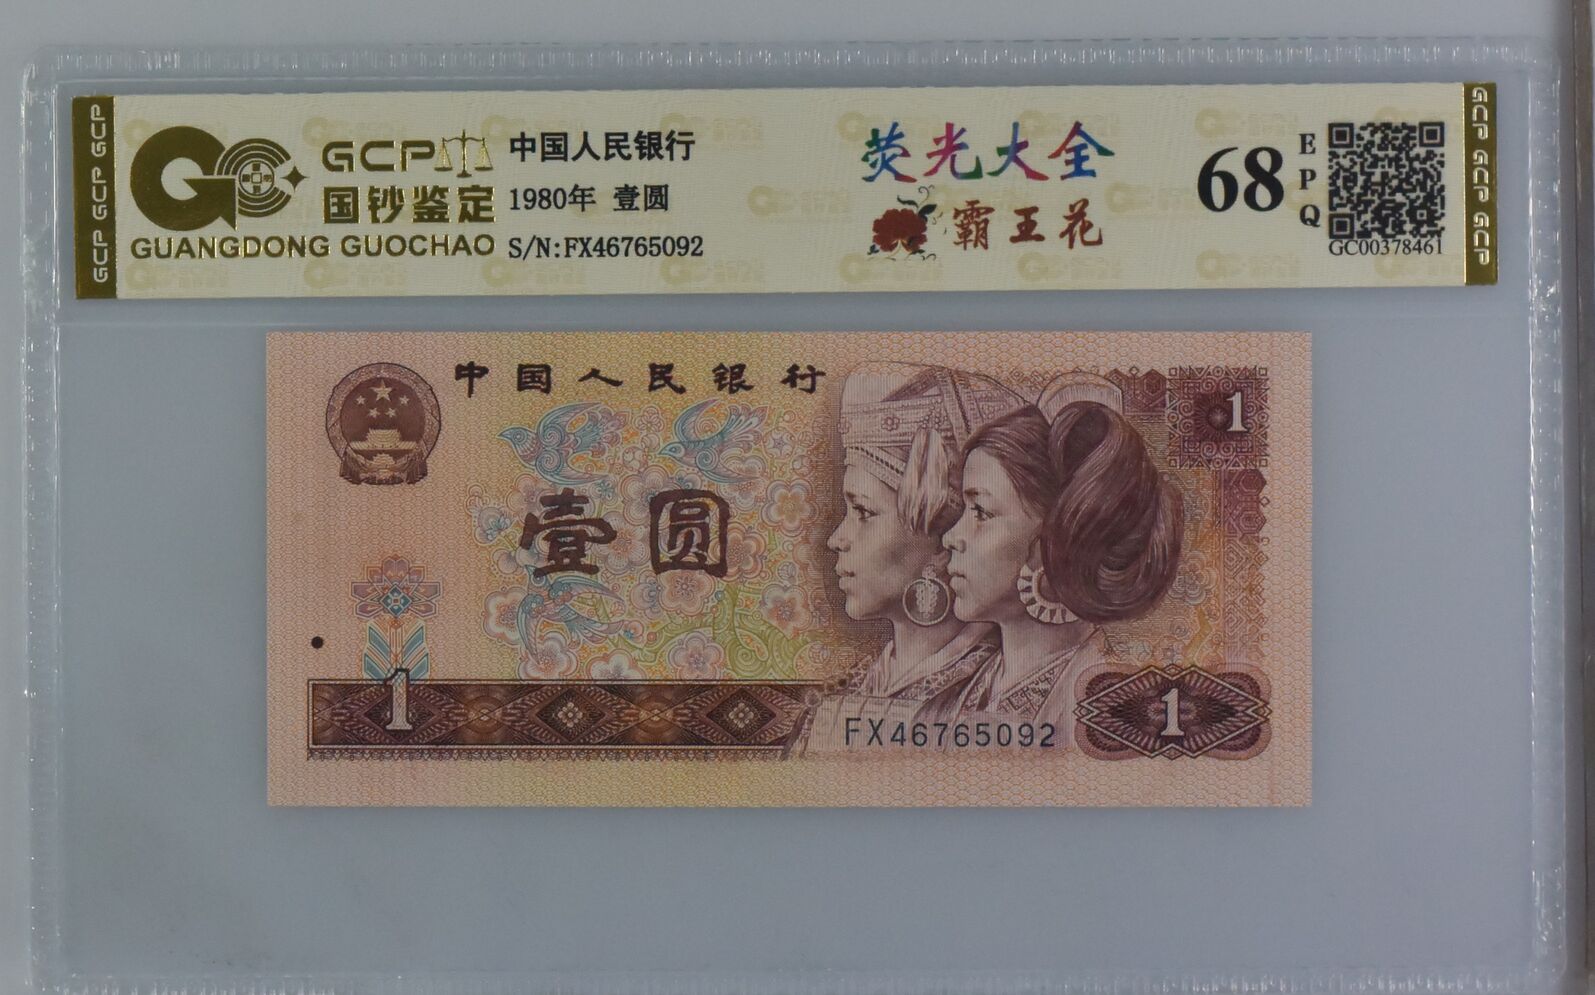 GCP GCP GCP
GCP
国钞鉴定
GUANGDONG GUOCHAO
中国人民银行
1980年 壹圆
S/N:FX46765092
荧光大全
霸王花
68
EPQ
GC00378461
GCP GCP GCP
中国人民银行
1
壹圆
1
FX46765092
1